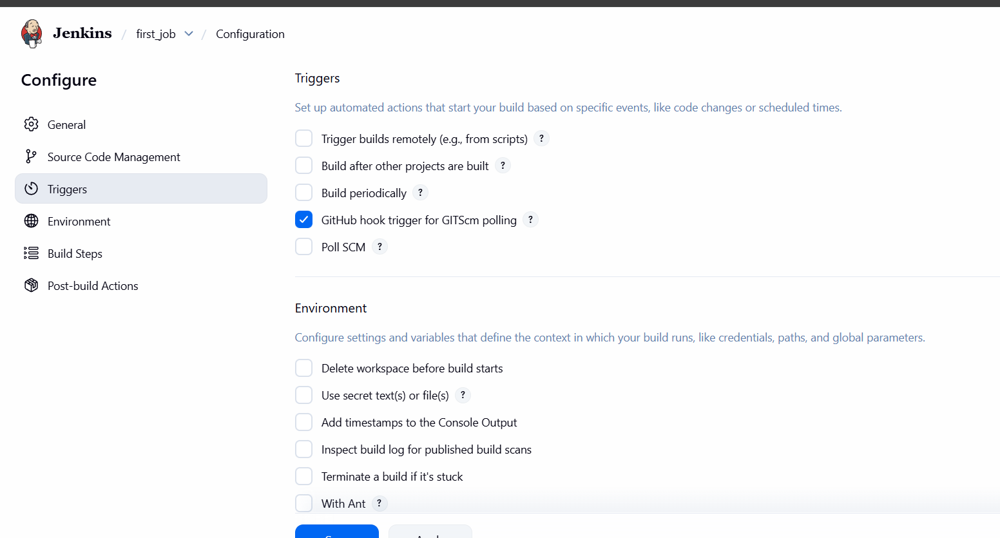 Jenkins / first_job / Configuration
Configure
General
Source Code Management
Triggers
Environment
Build Steps
Post-build Actions
Triggers
Set up automated actions that start your build based on specific events, like code changes or scheduled times.
Trigger builds remotely (e.g., from scripts) ?
Build after other projects are built ?
Build periodically ?
GitHub hook trigger for GITScm polling ?
Poll SCM ?
Environment
Configure settings and variables that define the context in which your build runs, like credentials, paths, and global parameters.
Delete workspace before build starts
Use secret text(s) or file(s) ?
Add timestamps to the Console Output
Inspect build log for published build scans
Terminate a build if it's stuck
With Ant ?